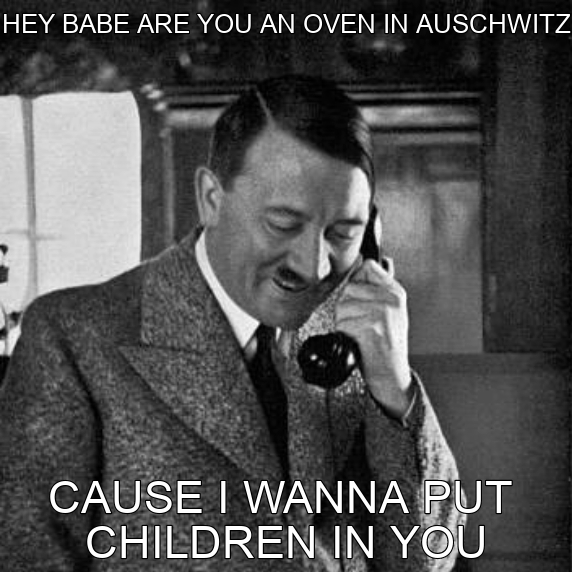 HEY BABE ARE YOU AN OVEN IN AUSCHWITZ
CAUSE I WANNA PUT
CHILDREN IN YOU